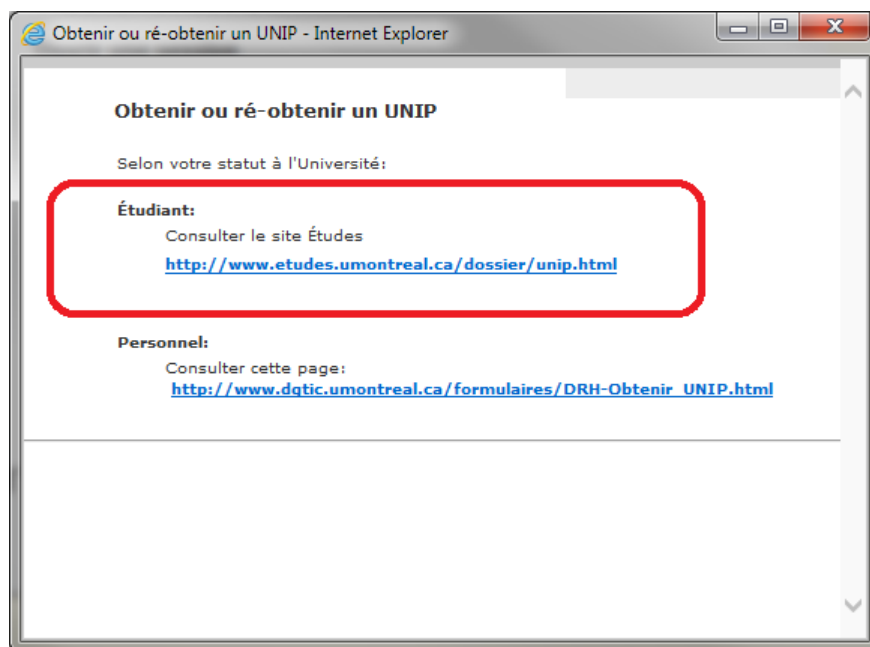 Obtenir ou ré-obtenir un UNIP - Internet Explorer
Obtenir ou ré-obtenir un UNIP
Selon votre statut à l'Université:
Étudiant:
Consulter le site Études
http://www.etudes.umontreal.ca/dossier/unip.html
Personnel:
Consulter cette page:
http://www.dgtic.umontreal.ca/formulaires/DRH-Obtenir_UNIP.html